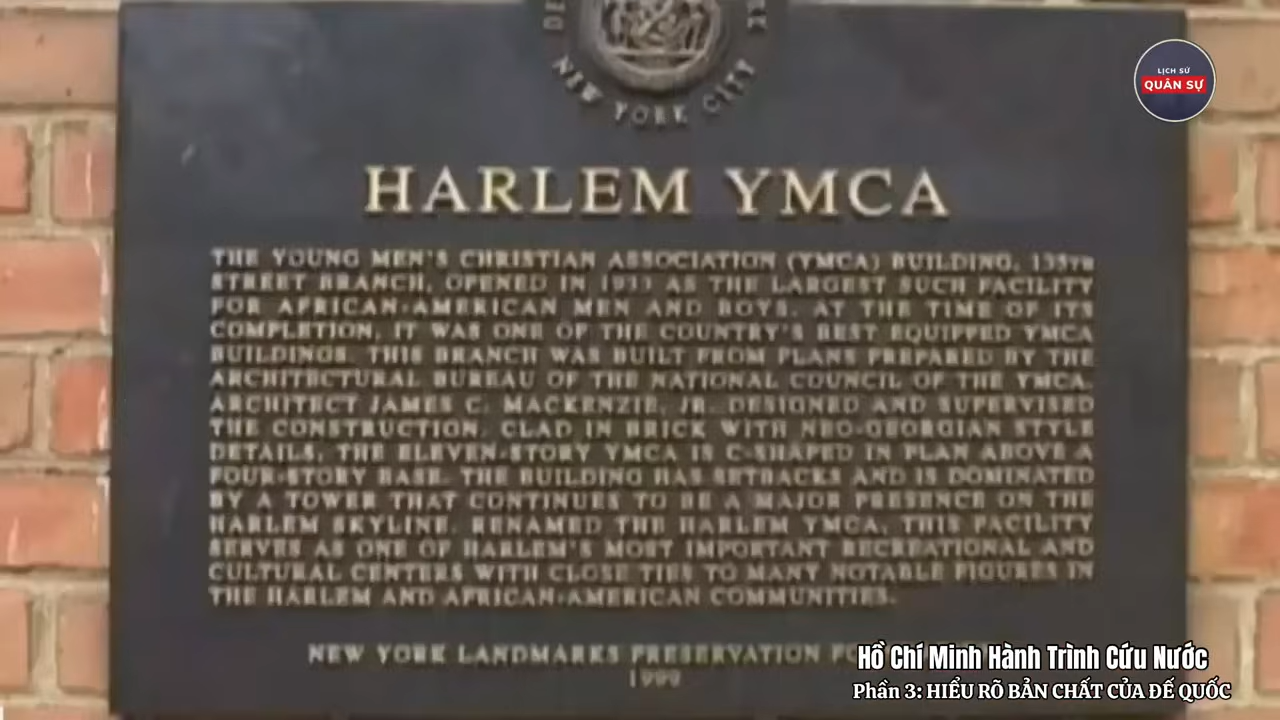 NEW YORK CITY
LỊCH SỬ
QUÂN SỰ
HARLEM YMCA
THE YOUNG MEN'S CHRISTIAN ASSOCIATION (YMCA) BUILDING, 135TH
STREET BRANCH, OPENED IN 1933 AS THE LARGEST SUCH FACILITY
FOR AFRICAN-AMERICAN MEN AND BOYS. AT THE TIME OF ITS
COMPLETION, IT WAS ONE OF THE COUNTRY'S BEST EQUIPPED YMCA
BUILDINGS. THIS BRANCH WAS BUILT FROM PLANS PREPARED BY THE
ARCHITECTURAL BUREAU OF THE NATIONAL COUNCIL OF THE YMCA.
ARCHITECT JAMES C. MACKENZIE, JR. DESIGNED AND SUPERVISED
THE CONSTRUCTION. CLAD IN BRICK WITH NEO-GEORGIAN STYLE
DETAILS, THE ELEVEN-STORY YMCA IS C-SHAPED IN PLAN ABOVE A
FOUR-STORY BASE. THE BUILDING HAS SETBACKS AND IS DOMINATED
BY A TOWER THAT CONTINUES TO BE A MAJOR PRESENCE ON THE
HARLEM SKYLINE. RENAMED THE HARLEM YMCA, THIS FACILITY
SERVES AS ONE OF HARLEM'S MOST IMPORTANT RECREATIONAL AND
CULTURAL CENTERS WITH CLOSE TIES TO MANY NOTABLE FIGURES IN
THE HARLEM AND AFRICAN-AMERICAN COMMUNITIES.
NEW YORK LANDMARKS PRESERVATION
1999
Hồ Chí Minh Hành Trình Cứu Nước
Phần 3: HIỂU RÕ BẢN CHẤT CỦA ĐẾ QUỐC